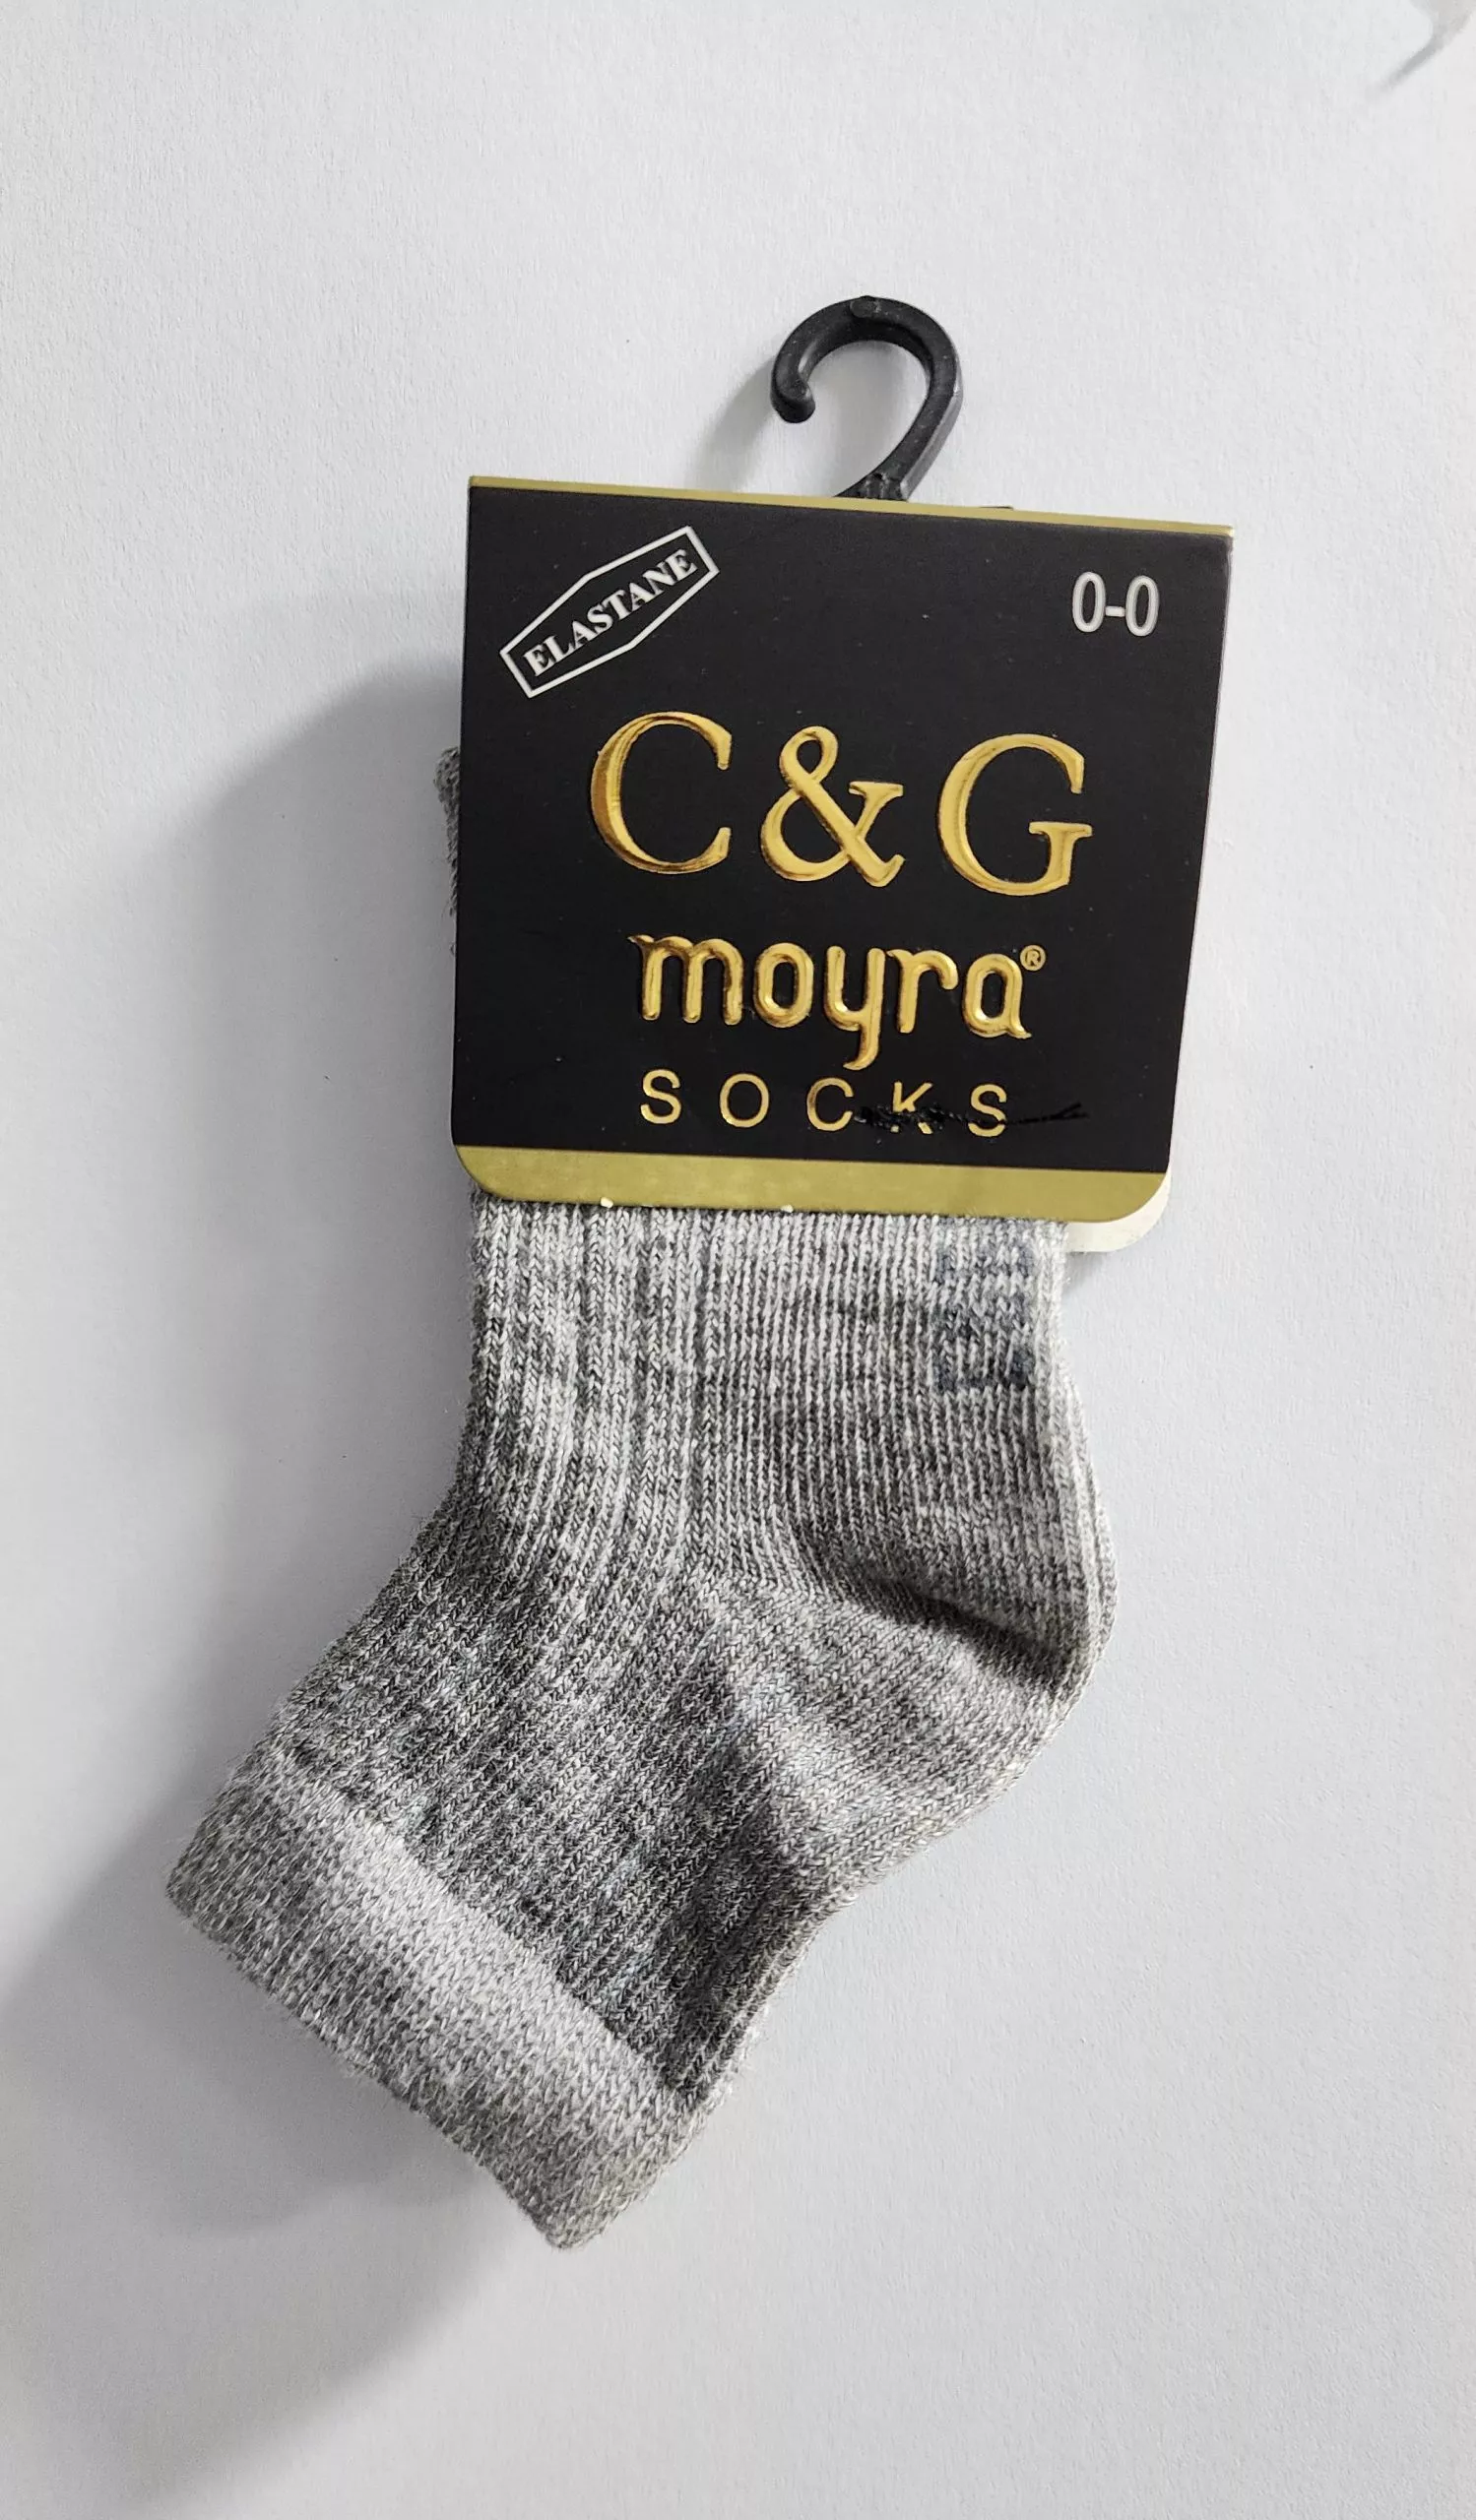 ELASTANE
0-0
C&G
moyra®
SOCKS